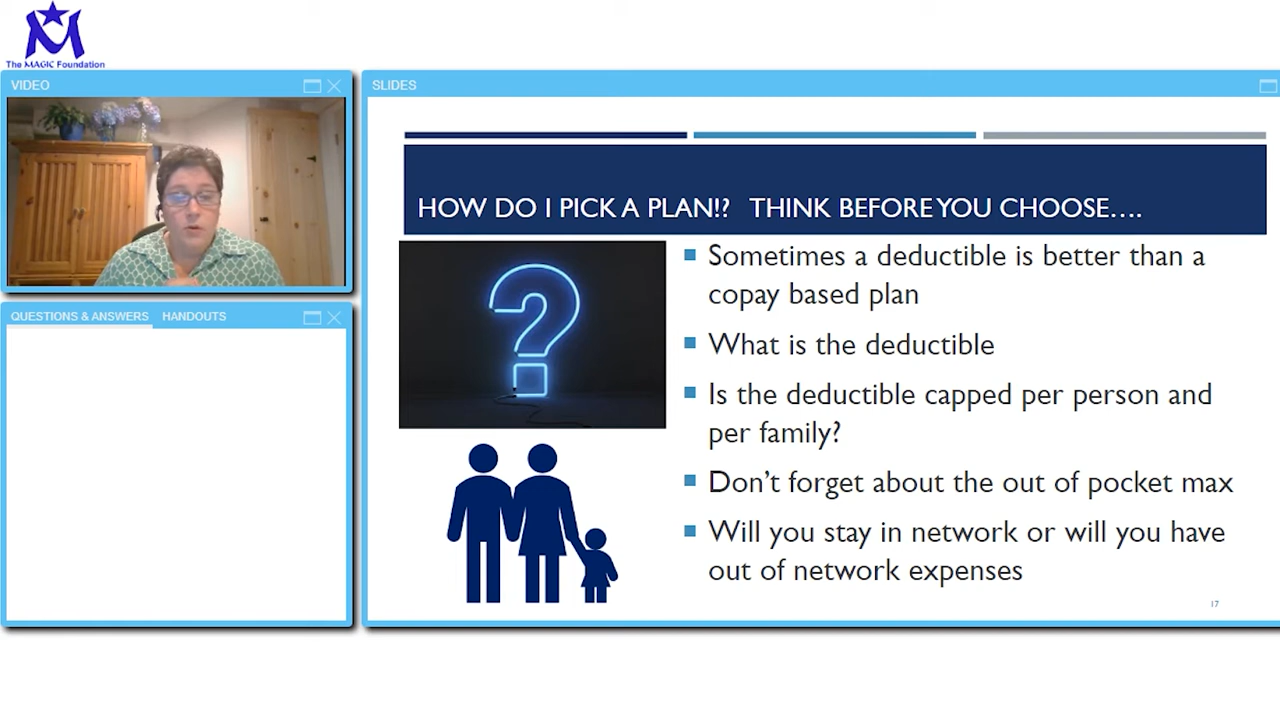 The MAGIC Foundation
VIDEO
QUESTIONS & ANSWERS HANDOUTS
SLIDES
HOW DO I PICK A PLAN!? THINK BEFORE YOU CHOOSE….
Sometimes a deductible is better than a
copay based plan
What is the deductible
Is the deductible capped per person and
per family?
Don’t forget about the out of pocket max
Will you stay in network or will you have
out of network expenses
17